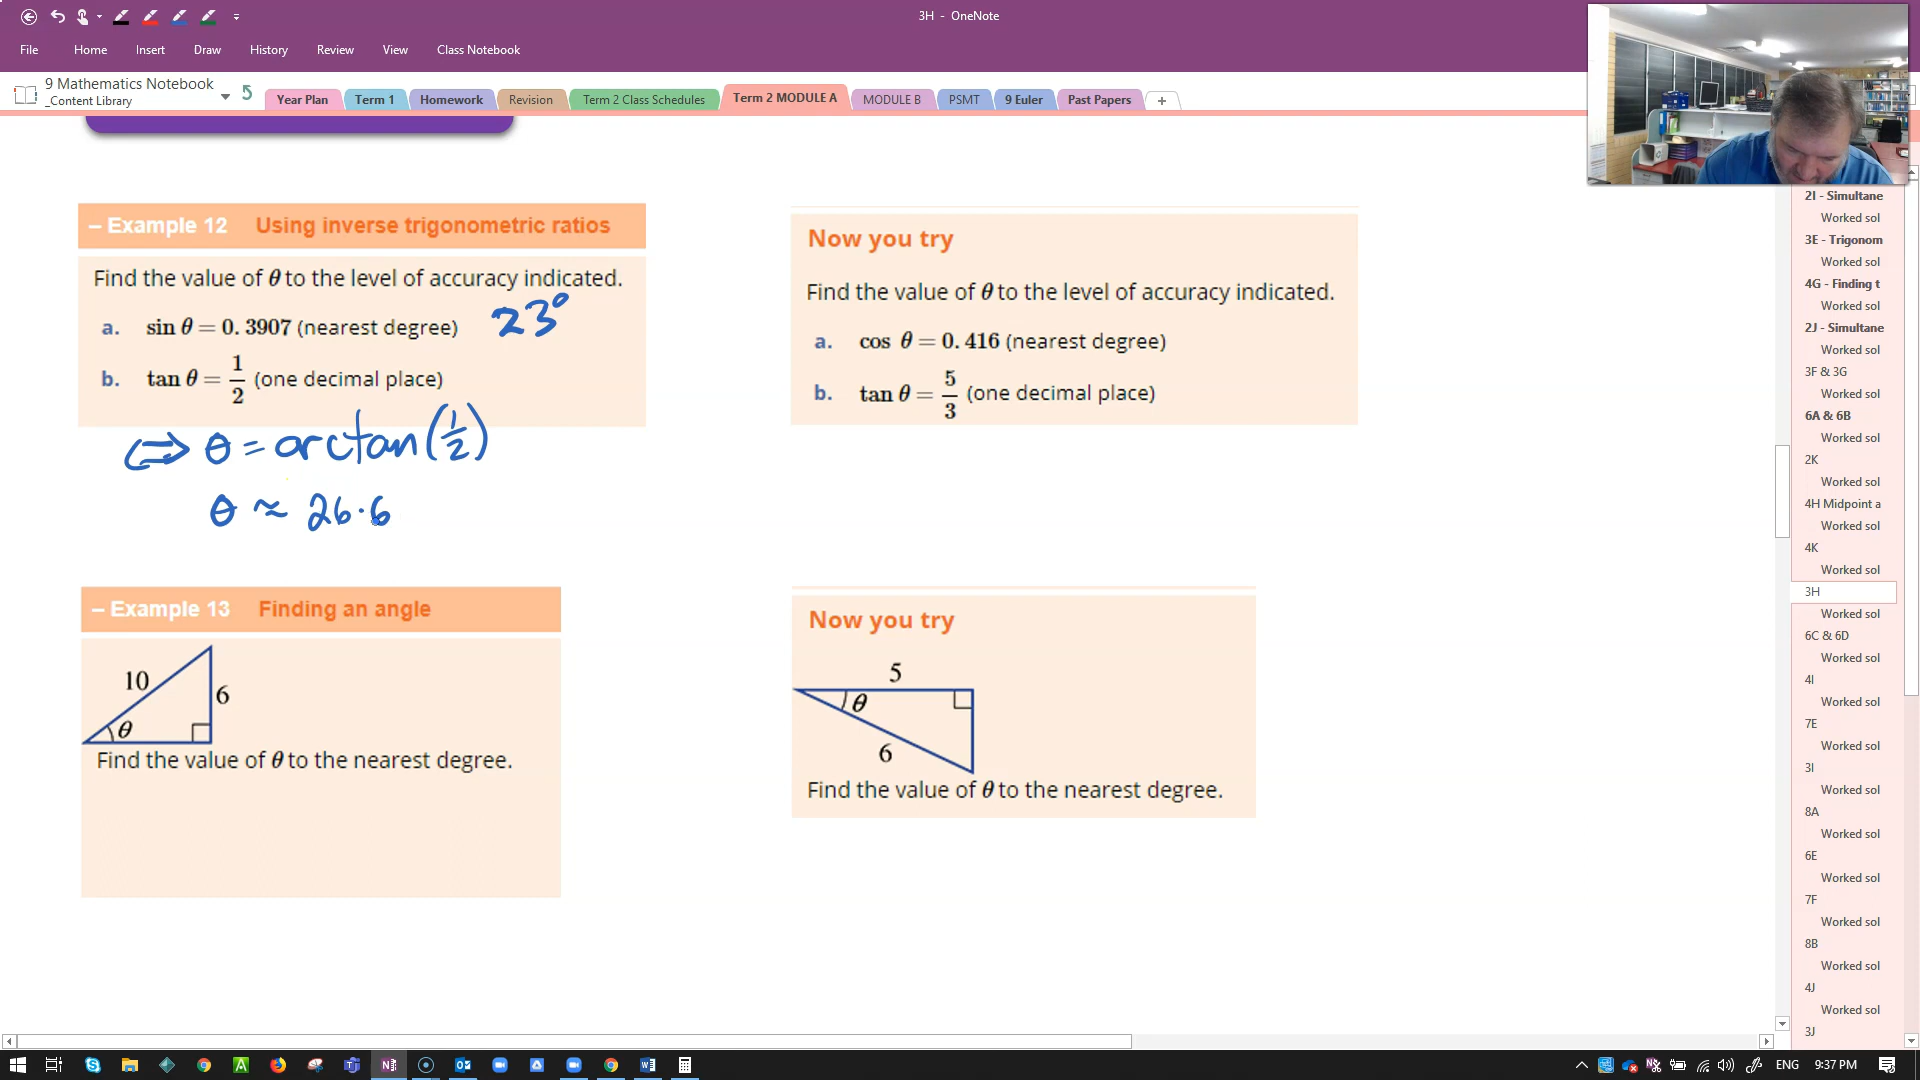 3H - OneNote
File Home Insert Draw History Review View Class Notebook
9 Mathematics Notebook
_Content Library
Year Plan Term 1 Homework Revision Term 2 Class Schedules Term 2 MODULE A MODULE B PSMT 9 Euler Past Papers +
– Example 12 Using inverse trigonometric ratios
Find the value of θ to the level of accuracy indicated.
a. sin θ = 0.3907 (nearest degree) 23°
b. tan θ = 1/2 (one decimal place)
⇔ θ = arctan(1/2)
θ ≈ 26·6
Now you try
Find the value of θ to the level of accuracy indicated.
a. cos θ = 0.416 (nearest degree)
b. tan θ = 5/3 (one decimal place)
– Example 13 Finding an angle
10
6
θ
Find the value of θ to the nearest degree.
Now you try
5
θ
6
Find the value of θ to the nearest degree.
2I - Simultane
Worked sol
3E - Trigonom
Worked sol
4G - Finding t
Worked sol
2J - Simultane
Worked sol
3F & 3G
Worked sol
6A & 6B
Worked sol
2K
Worked sol
4H Midpoint a
Worked sol
4K
Worked sol
3H
Worked sol
6C & 6D
Worked sol
4I
Worked sol
7E
Worked sol
3I
Worked sol
8A
Worked sol
6E
Worked sol
7F
Worked sol
8B
Worked sol
4J
Worked sol
3J
ENG 9:37 PM